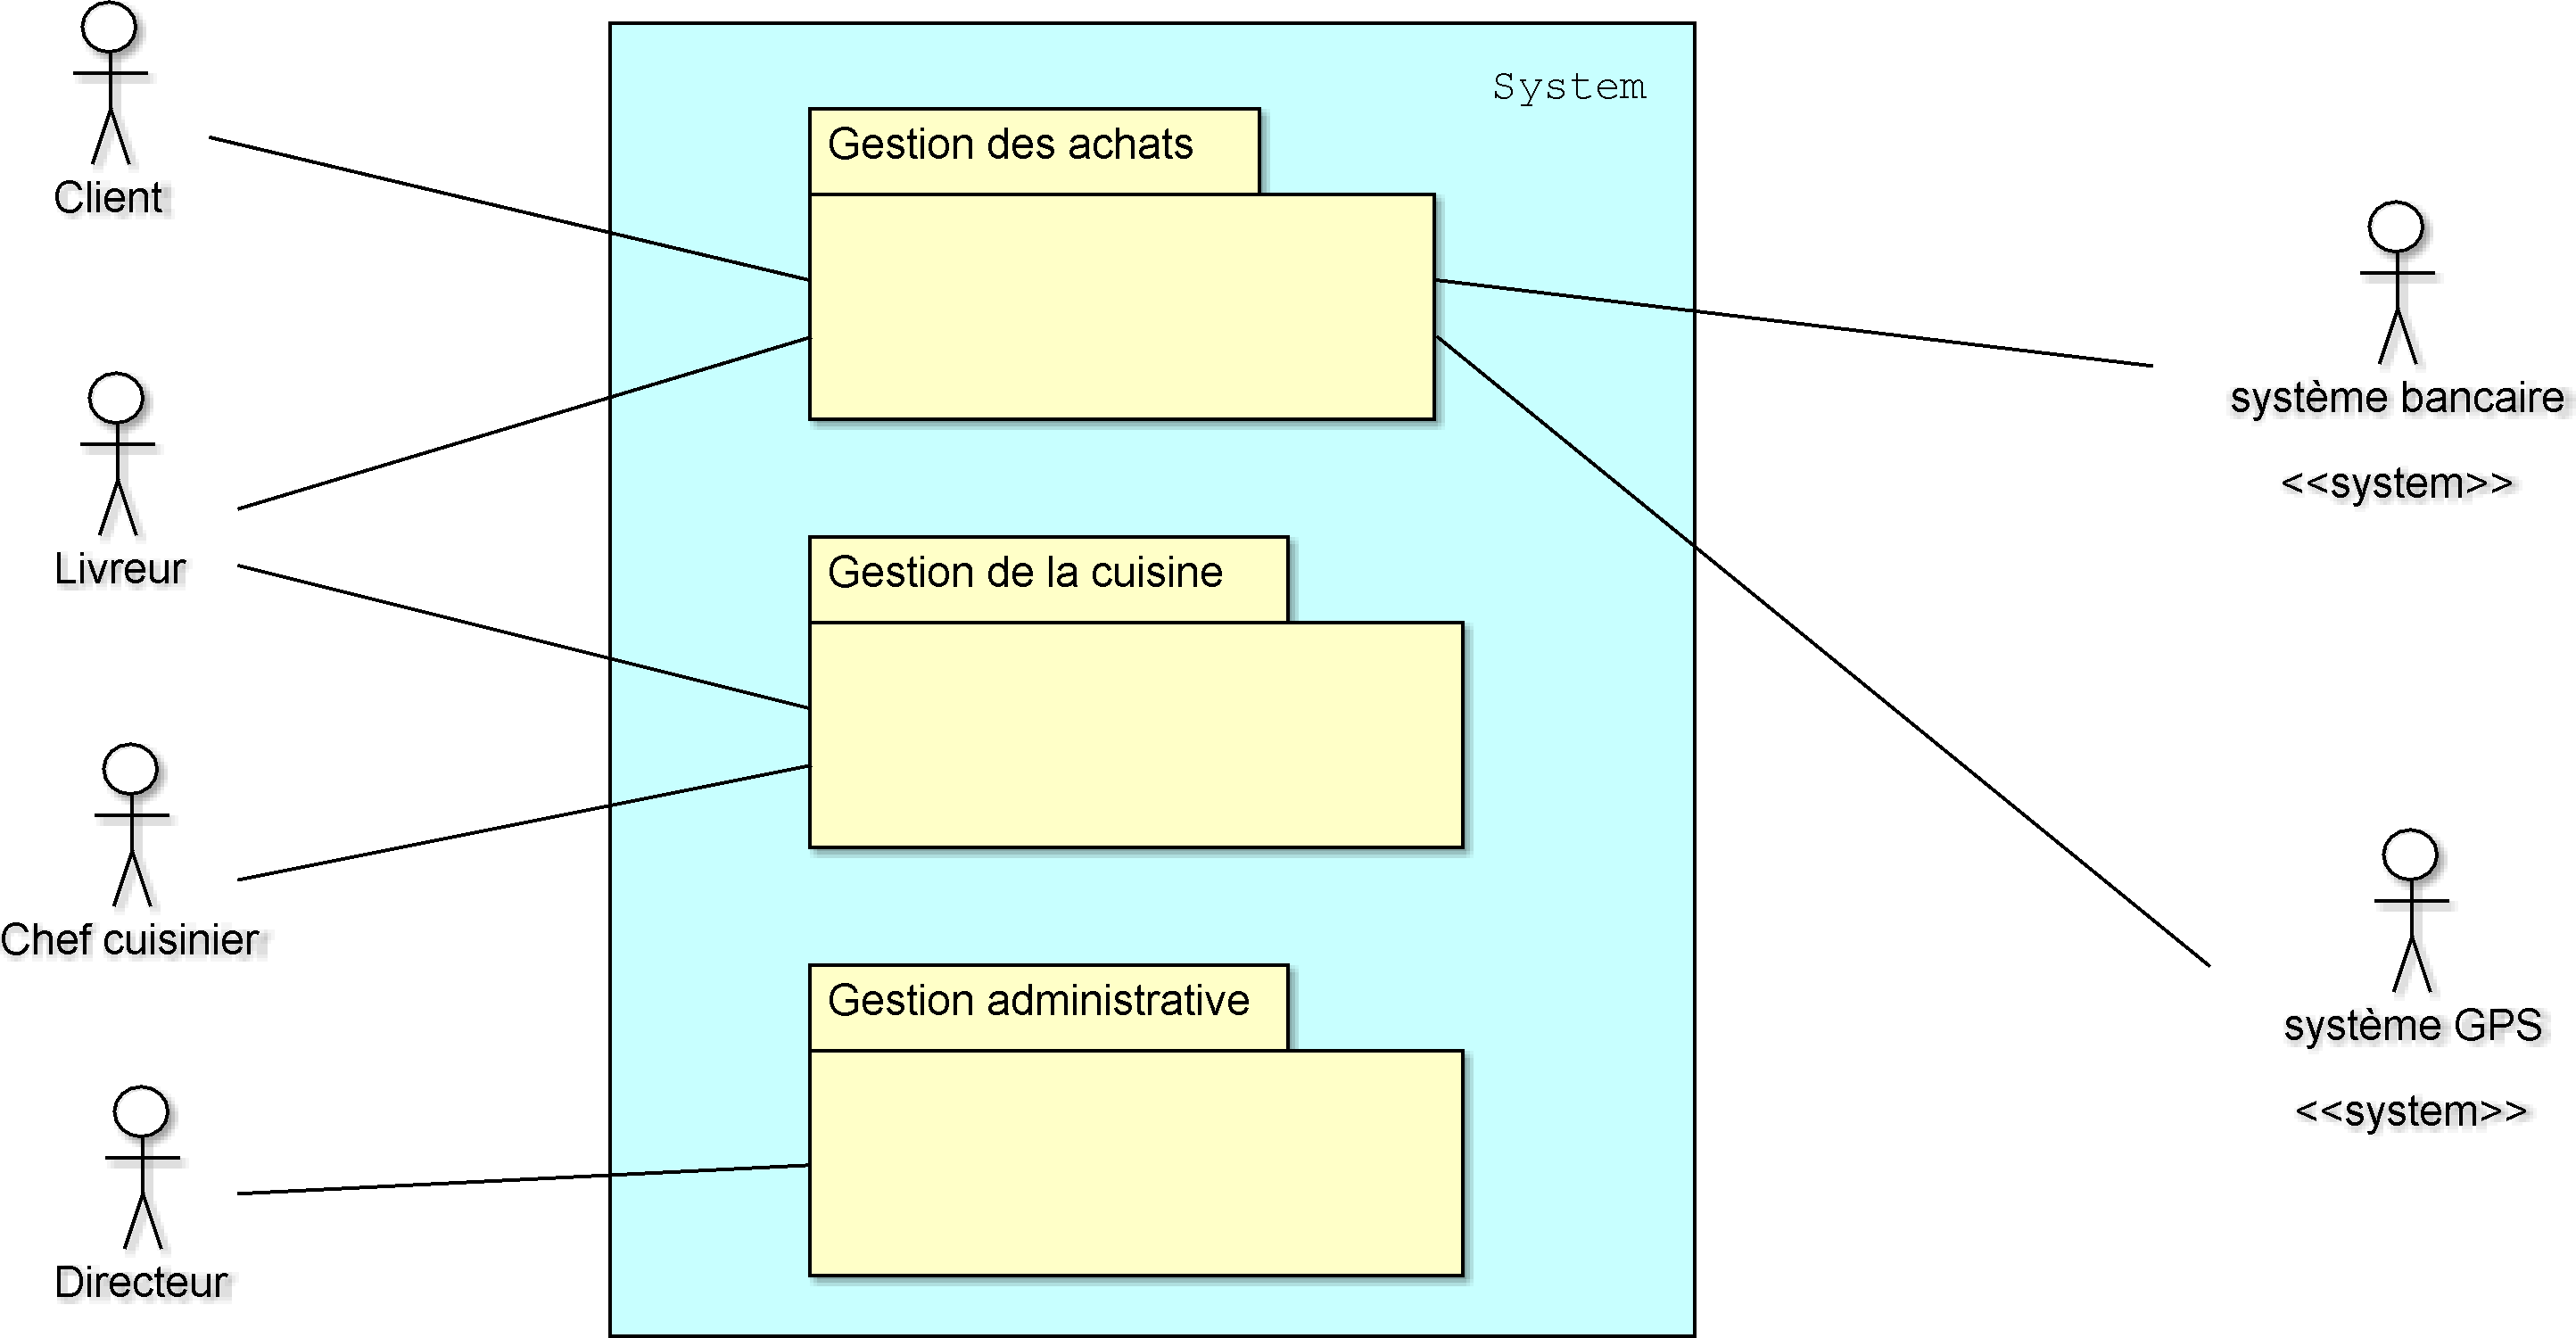 System
Gestion des achats
Client
système bancaire
<<system>>
Livreur
Gestion de la cuisine
Chef cuisinier
Gestion administrative
système GPS
<<system>>
Directeur